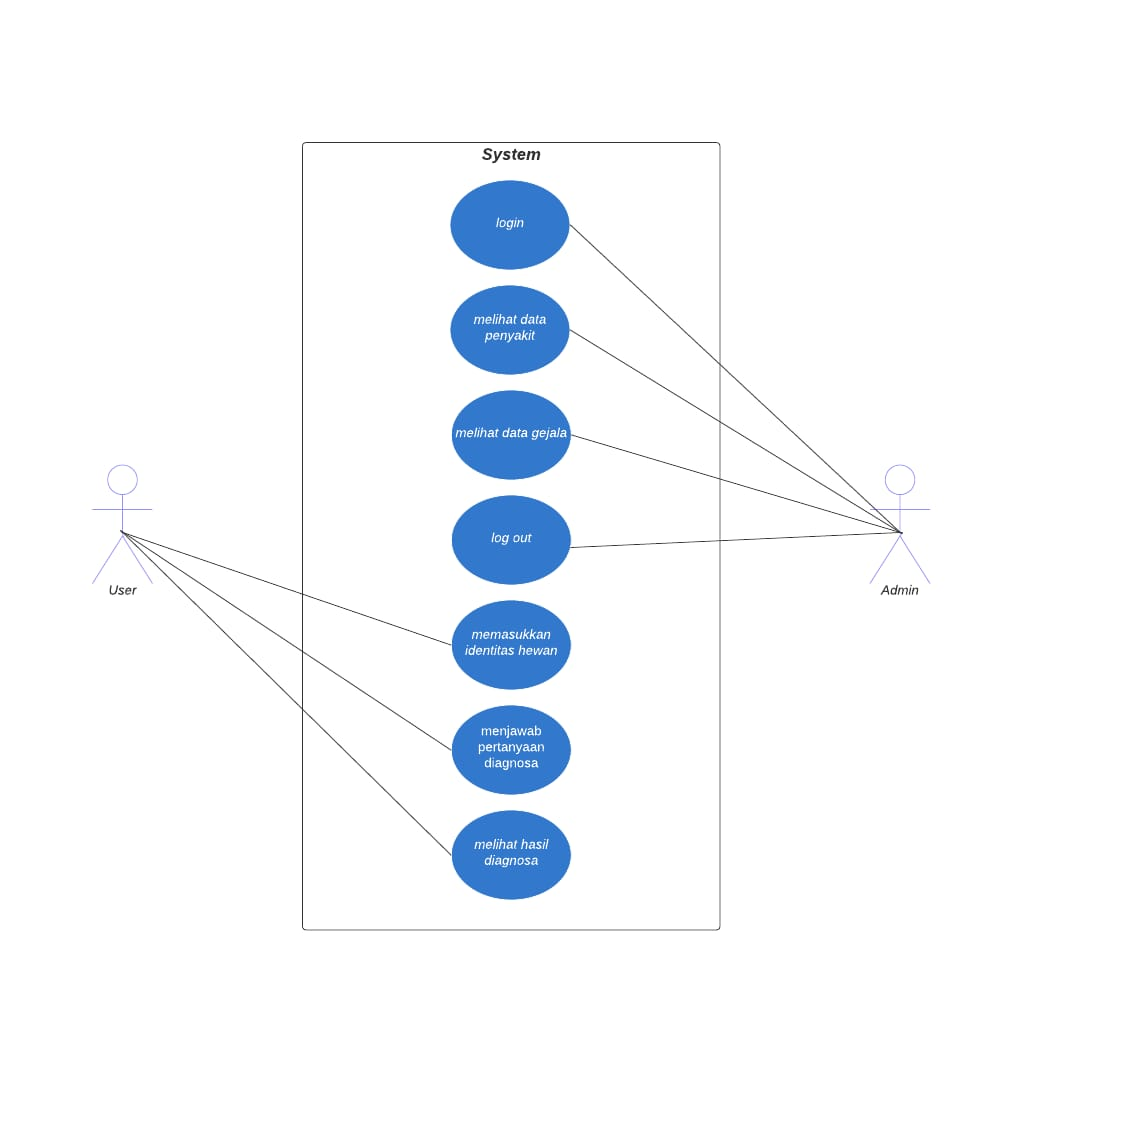 System
login
melihat data
penyakit
melihat data gejala
log out
User
Admin
memasukkan
identitas hewan
menjawab
pertanyaan
diagnosa
melihat hasil
diagnosa